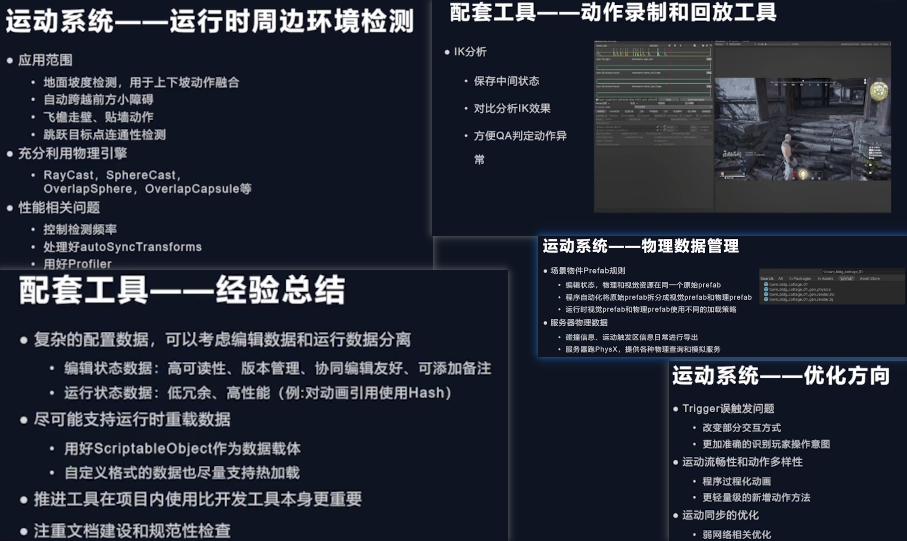 运动系统——运行时周边环境检测
应用范围
地面坡度检测，用于上下坡动作融合
自动跨越前方小障碍
飞檐走壁、贴墙动作
跳跃目标点连通性检测
充分利用物理引擎
RayCast，SphereCast，
OverlapSphere，OverlapCapsule等
性能相关问题
控制检测频率
处理好autoSyncTransforms
用好Profiler
配套工具——动作录制和回放工具
IK分析
保存中间状态
对比分析IK效果
方便QA判定动作异
常
运动系统——物理数据管理
场景物件Prefab规则
编辑状态，物理和视觉资源在同一个原始prefab
程序自动化将原始prefab拆分成视觉prefab和物理prefab
运行时视觉prefab和物理prefab使用不同的加载策略
服务器物理数据
碰撞信息、运动触发区信息日常进行导出
服务器跑PhysX，提供各种物理查询和模拟服务
配套工具——经验总结
复杂的配置数据，可以考虑编辑数据和运行数据分离
编辑状态数据：高可读性、版本管理、协同编辑友好、可添加备注
运行状态数据：低冗余、高性能（例:对动画引用使用Hash）
尽可能支持运行时重载数据
用好ScriptableObject作为数据载体
自定义格式的数据也尽量支持热加载
推进工具在项目内使用比开发工具本身更重要
注重文档建设和规范性检查
运动系统——优化方向
Trigger误触发问题
改变部分交互方式
更加准确的识别玩家操作意图
运动流畅性和动作多样性
程序过程化动画
更轻量级的新增动作方法
运动同步的优化
弱网络相关优化